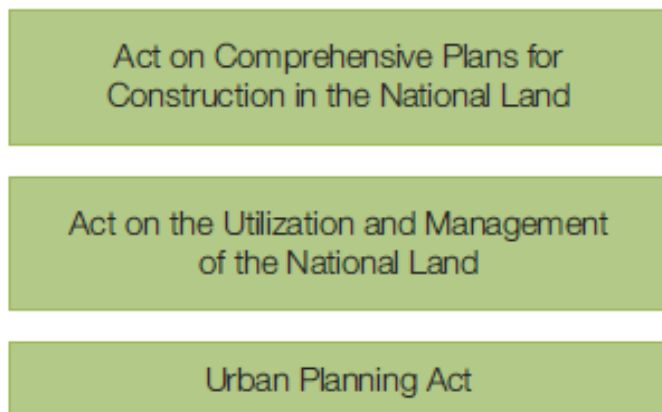 Act on Comprehensive Plans for
Construction in the National Land
Act on the Utilization and Management
of the National Land
Urban Planning Act